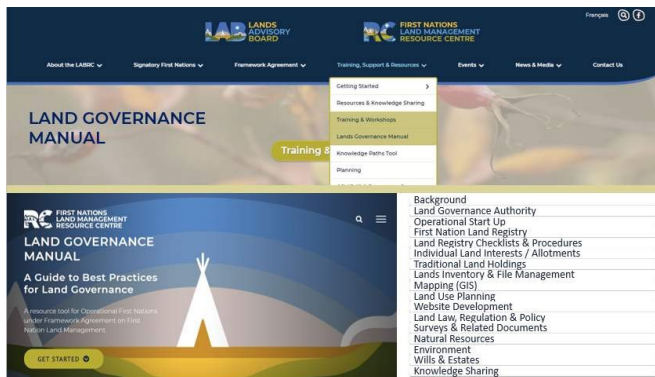 Français
LAB LANDS
ADVISORY
BOARD
RC FIRST NATIONS
LAND MANAGEMENT
RESOURCE CENTRE
About the LABRC
Signatory First Nations
Framework Agreement
Training, Support & Resources
Events
News & Media
Contact Us
Getting Started
Resources & Knowledge Sharing
Training & Workshops
Lands Governance Manual
Knowledge Paths Tool
Planning
LAND GOVERNANCE
MANUAL
Training &
RC FIRST NATIONS
LAND MANAGEMENT
RESOURCE CENTRE
LAND GOVERNANCE
MANUAL
A Guide to Best Practices
for Land Governance
A resource tool for Operational First Nations
under Framework Agreement on First
Nation Land Management
GET STARTED
Background
Land Governance Authority
Operational Start Up
First Nation Land Registry
Land Registry Checklists & Procedures
Individual Land Interests / Allotments
Traditional Land Holdings
Lands Inventory & File Management
Mapping (GIS)
Land Use Planning
Website Development
Land Law, Regulation & Policy
Surveys & Related Documents
Natural Resources
Environment
Wills & Estates
Knowledge Sharing